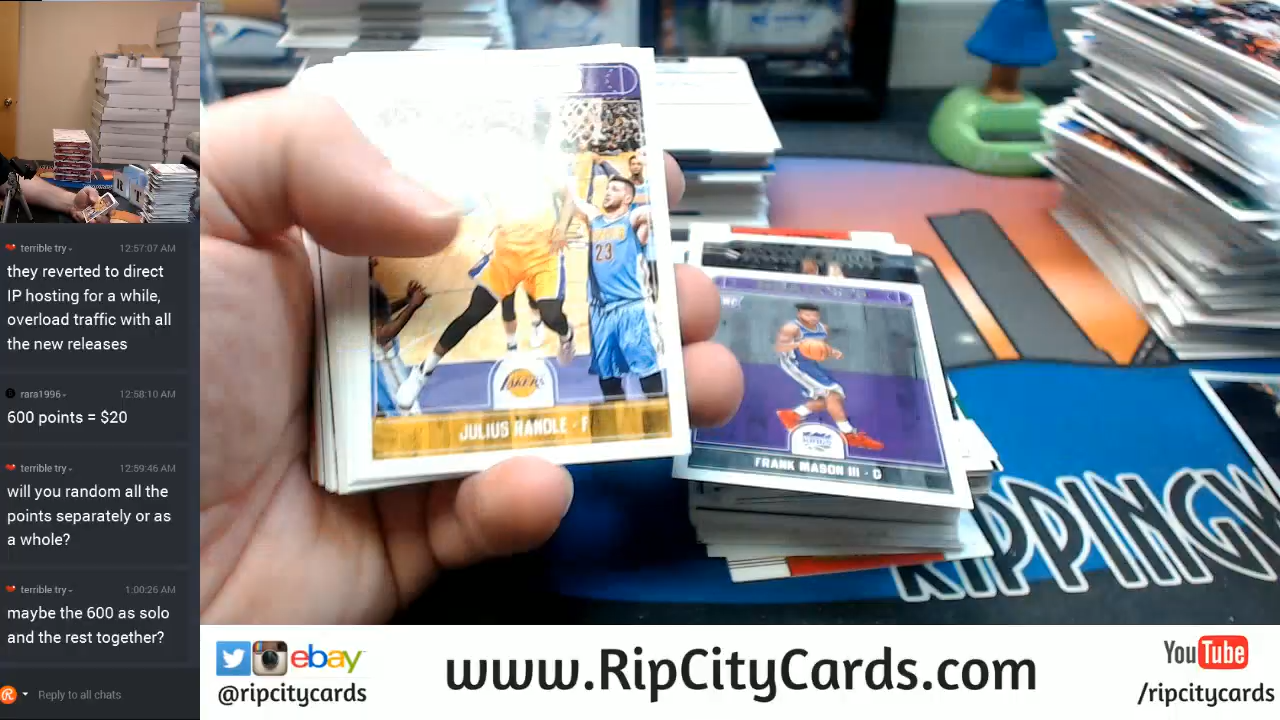 terrible try 12:57:07 AM
they reverted to direct
IP hosting for a while,
overload traffic with all
the new releases
rara1996 12:58:10 AM
600 points = $20
terrible try 12:59:46 AM
will you random all the
points separately or as
a whole?
terrible try 1:00:26 AM
maybe the 600 as solo
and the rest together?
Reply to all chats
23
LAKERS
JULIUS RANDLE - F
KINGS
FRANK MASON III - G
RIPPINGW
ebay
@ripcitycards
www.RipCityCards.com
YouTube
/ripcitycards